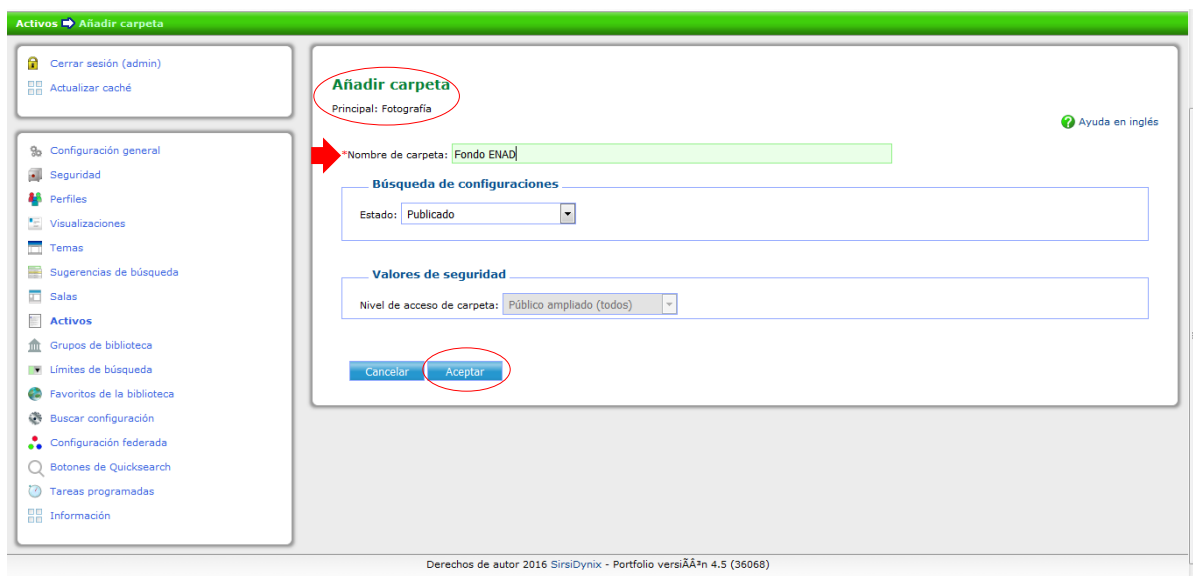 Activos Añadir carpeta
Cerrar sesión (admin)
Actualizar caché
Configuración general
Seguridad
Perfiles
Visualizaciones
Temas
Sugerencias de búsqueda
Salas
Activos
Grupos de biblioteca
Límites de búsqueda
Favoritos de la biblioteca
Buscar configuración
Configuración federada
Botones de Quicksearch
Tareas programadas
Información
Añadir carpeta
Principal: Fotografía
Ayuda en inglés
*Nombre de carpeta: Fondo ENAD
Búsqueda de configuraciones
Estado: Publicado
Valores de seguridad
Nivel de acceso de carpeta: Público ampliado (todos)
Cancelar Aceptar
Derechos de autor 2016 SirsiDynix - Portfolio versiÃÂ³n 4.5 (36068)